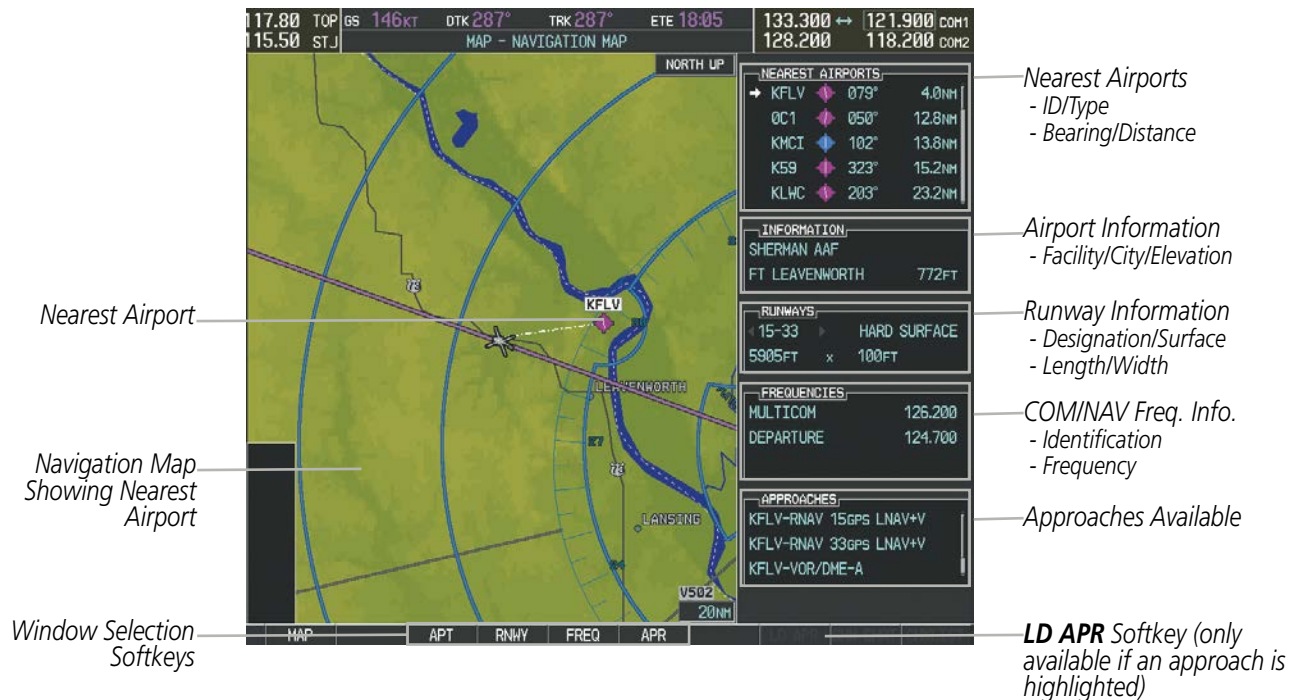 117.80 TOP GS 146KT DTK 287° TRK 287° ETE 18:05 133.300 ↔ 121.900 COM1
115.50 STJ MAP - NAVIGATION MAP 128.200 118.200 COM2
NORTH UP
KFLV
LEAVENWORTH
LANSING
V502
20NM
NEAREST AIRPORTS
KFLV 079° 4.0NM
0C1 050° 12.8NM
KMCI 102° 13.8NM
K59 323° 15.2NM
KLWC 203° 23.2NM
INFORMATION
SHERMAN AAF
FT LEAVENWORTH 772FT
RUNWAYS
15-33 HARD SURFACE
5905FT x 100FT
FREQUENCIES
MULTICOM 126.200
DEPARTURE 124.700
APPROACHES
KFLV-RNAV 15GPS LNAV+V
KFLV-RNAV 33GPS LNAV+V
KFLV-VOR/DME-A
MAP APT RNWY FREQ APR LD APR
Nearest Airport
Navigation Map
Showing Nearest
Airport
Window Selection
Softkeys
Nearest Airports
- ID/Type
- Bearing/Distance
Airport Information
- Facility/City/Elevation
Runway Information
- Designation/Surface
- Length/Width
COM/NAV Freq. Info.
- Identification
- Frequency
Approaches Available
LD APR Softkey (only
available if an approach is
highlighted)